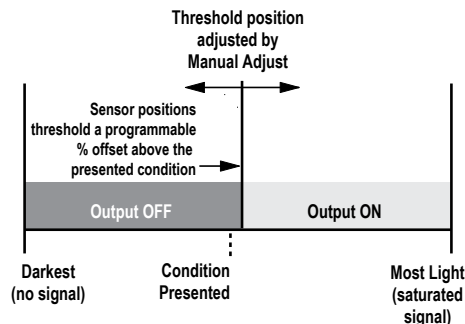 Threshold position
adjusted by
Manual Adjust
Sensor positions
threshold a programmable
% offset above the
presented condition
Output OFF
Output ON
Darkest
(no signal)
Condition
Presented
Most Light
(saturated
signal)